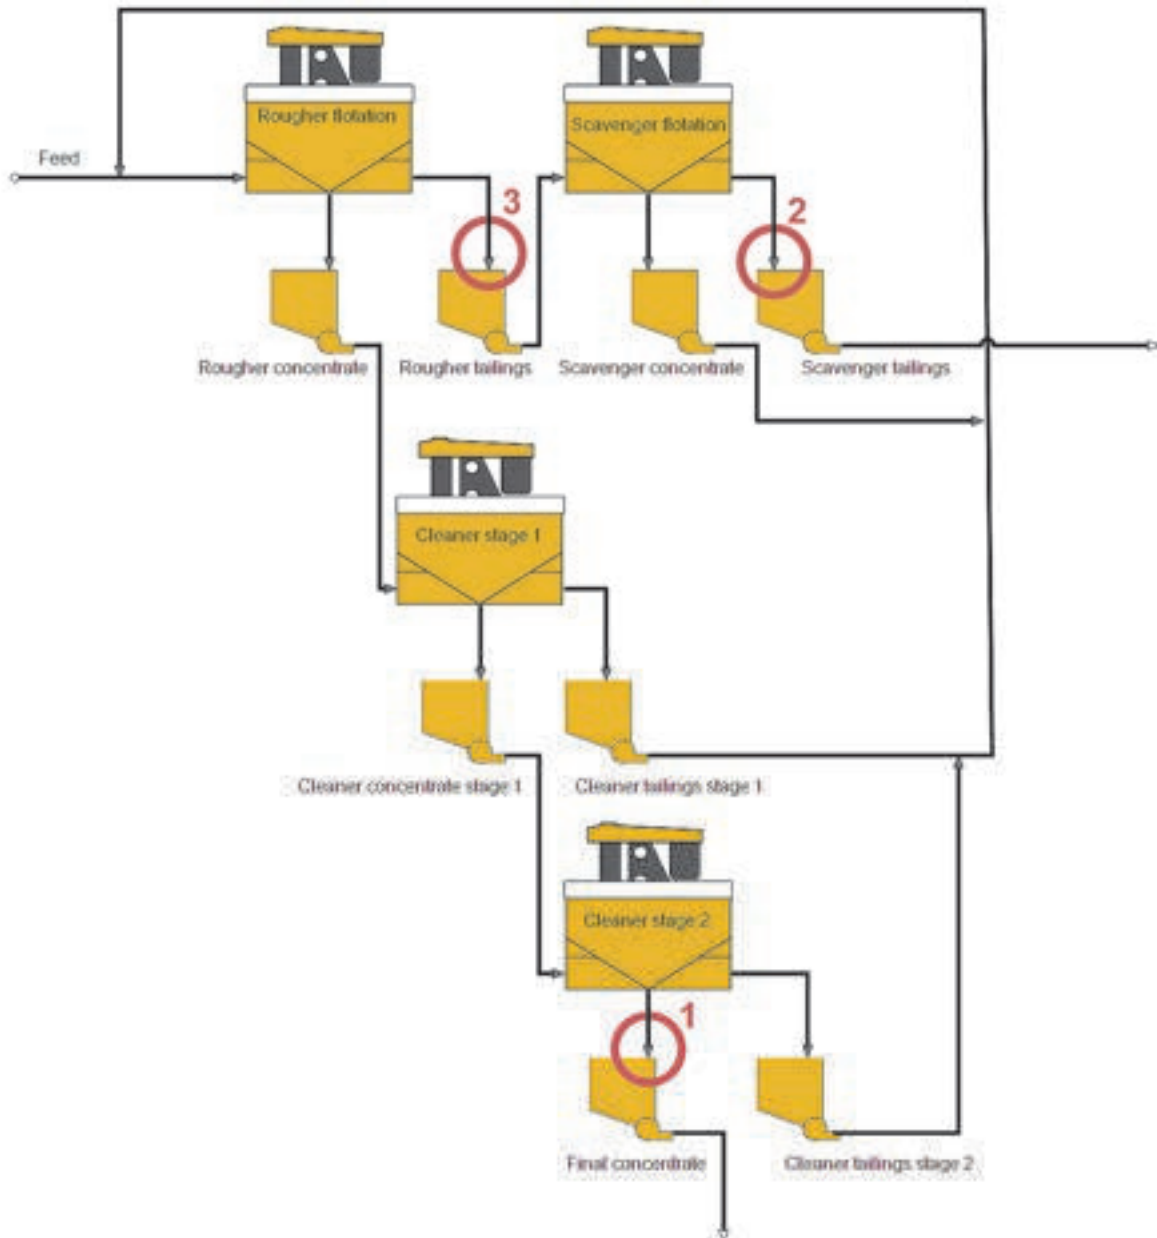 Rougher flotation
Scavenger flotation
Feed
3
2
Rougher concentrate
Rougher tailings
Scavenger concentrate
Scavenger tailings
Cleaner stage 1
Cleaner concentrate stage 1
Cleaner tailings stage 1
Cleaner stage 2
1
Final concentrate
Cleaner tailings stage 2